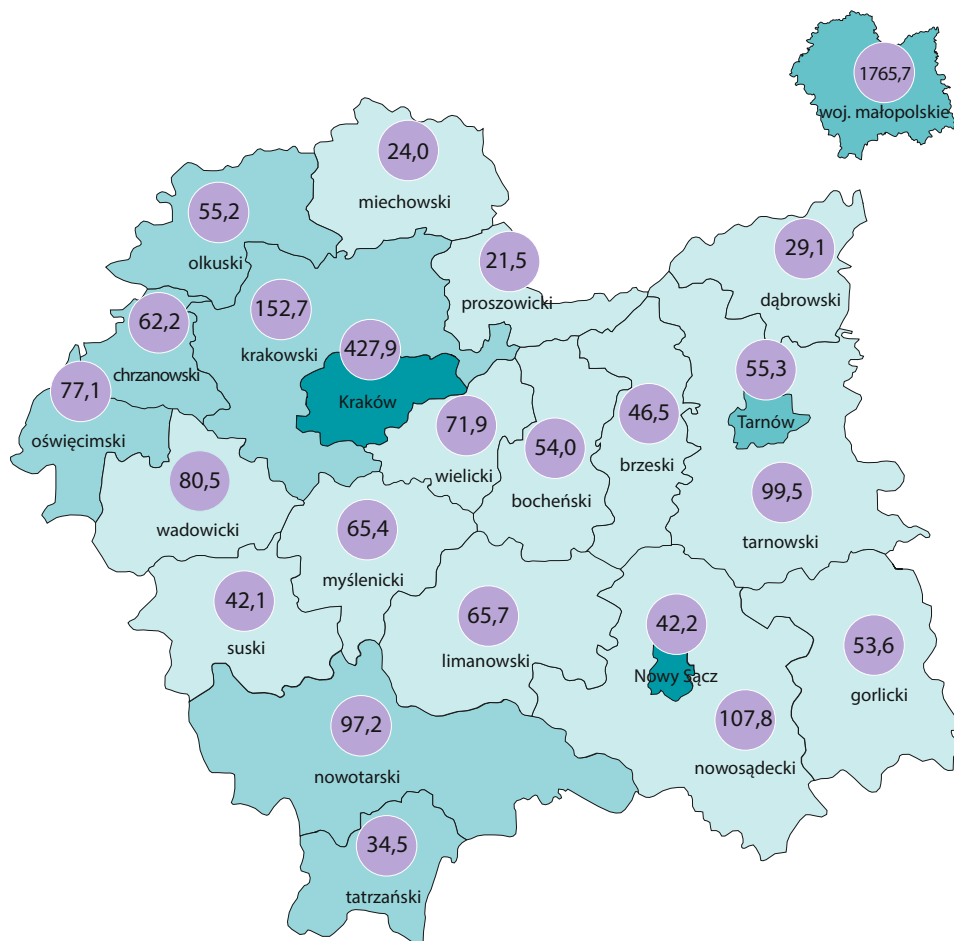 1765,7
woj. małopolskie
24,0
miechowski
55,2
olkuski
21,5
proszowicki
29,1
dąbrowski
62,2
chrzanowski
152,7
krakowski
427,9
Kraków
77,1
oświęcimski
71,9
wielicki
54,0
bocheński
46,5
brzeski
55,3
Tarnów
80,5
wadowicki
65,4
myślenicki
99,5
tarnowski
42,1
suski
65,7
limanowski
42,2
Nowy Sącz
53,6
gorlicki
97,2
nowotarski
107,8
nowosądecki
34,5
tatrzański